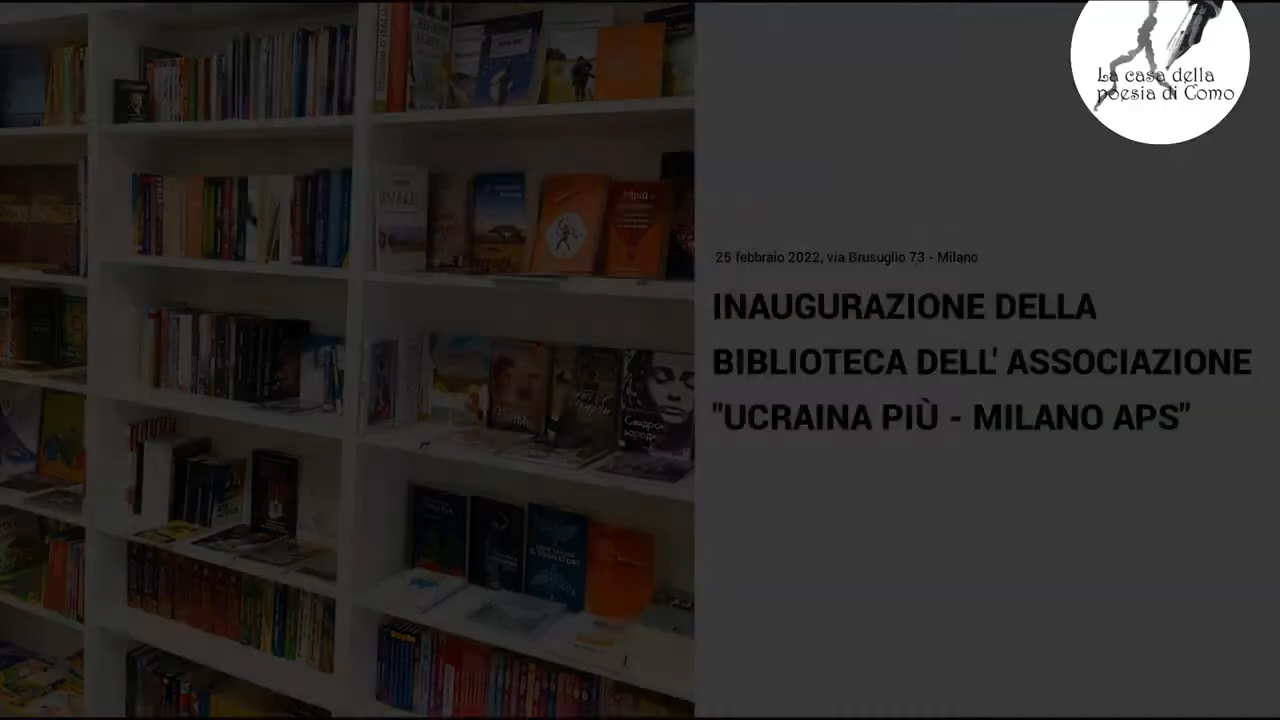 La casa della
poesia di Como
25 febbraio 2022, via Brusuglio 73 - Milano
INAUGURAZIONE DELLA
BIBLIOTECA DELL' ASSOCIAZIONE
"UCRAINA PIÙ - MILANO APS"